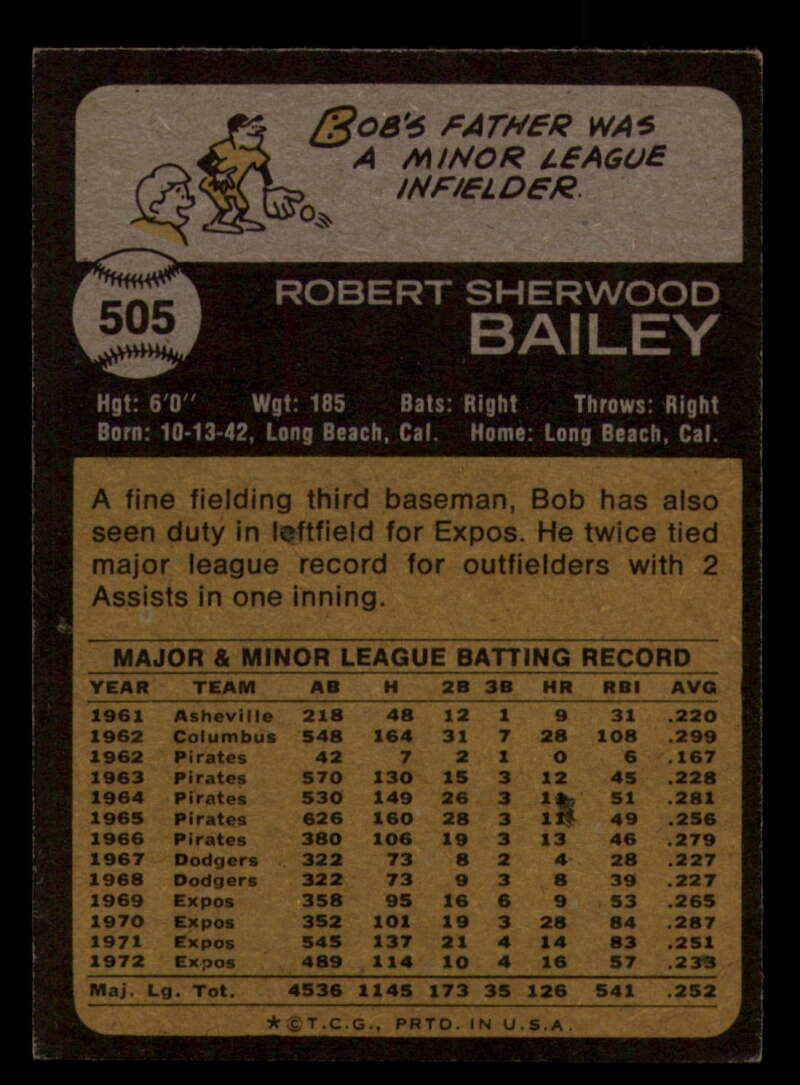 BOB'S FATHER WAS
A MINOR LEAGUE
INFIELDER.
505
ROBERT SHERWOOD
BAILEY
Hgt: 6'0" Wgt: 185 Bats: Right Throws: Right
Born: 10-13-42, Long Beach, Cal. Home: Long Beach, Cal.
A fine fielding third baseman, Bob has also
seen duty in leftfield for Expos. He twice tied
major league record for outfielders with 2
Assists in one inning.
MAJOR & MINOR LEAGUE BATTING RECORD
YEAR TEAM AB H 2B 3B HR RBI AVG
1961 Asheville 218 48 12 1 9 31 .220
1962 Columbus 548 164 31 7 28 108 .299
1962 Pirates 42 7 2 1 0 6 .167
1963 Pirates 570 130 15 3 12 45 .228
1964 Pirates 530 149 26 3 51 .281
1965 Pirates 626 160 28 3 11 49 .256
1966 Pirates 380 106 19 3 13 46 .279
1967 Dodgers 322 73 8 2 4 28 .227
1968 Dodgers 322 73 9 3 8 39 .227
1969 Expos 358 95 16 6 9 53 .265
1970 Expos 352 101 19 3 28 84 .287
1971 Expos 545 137 21 4 14 83 .251
1972 Expos 489 114 10 4 16 57 .233
Maj. Lg. Tot. 4536 1145 173 35 126 541 .252
*©T.C.G., PRTD. IN U.S.A.